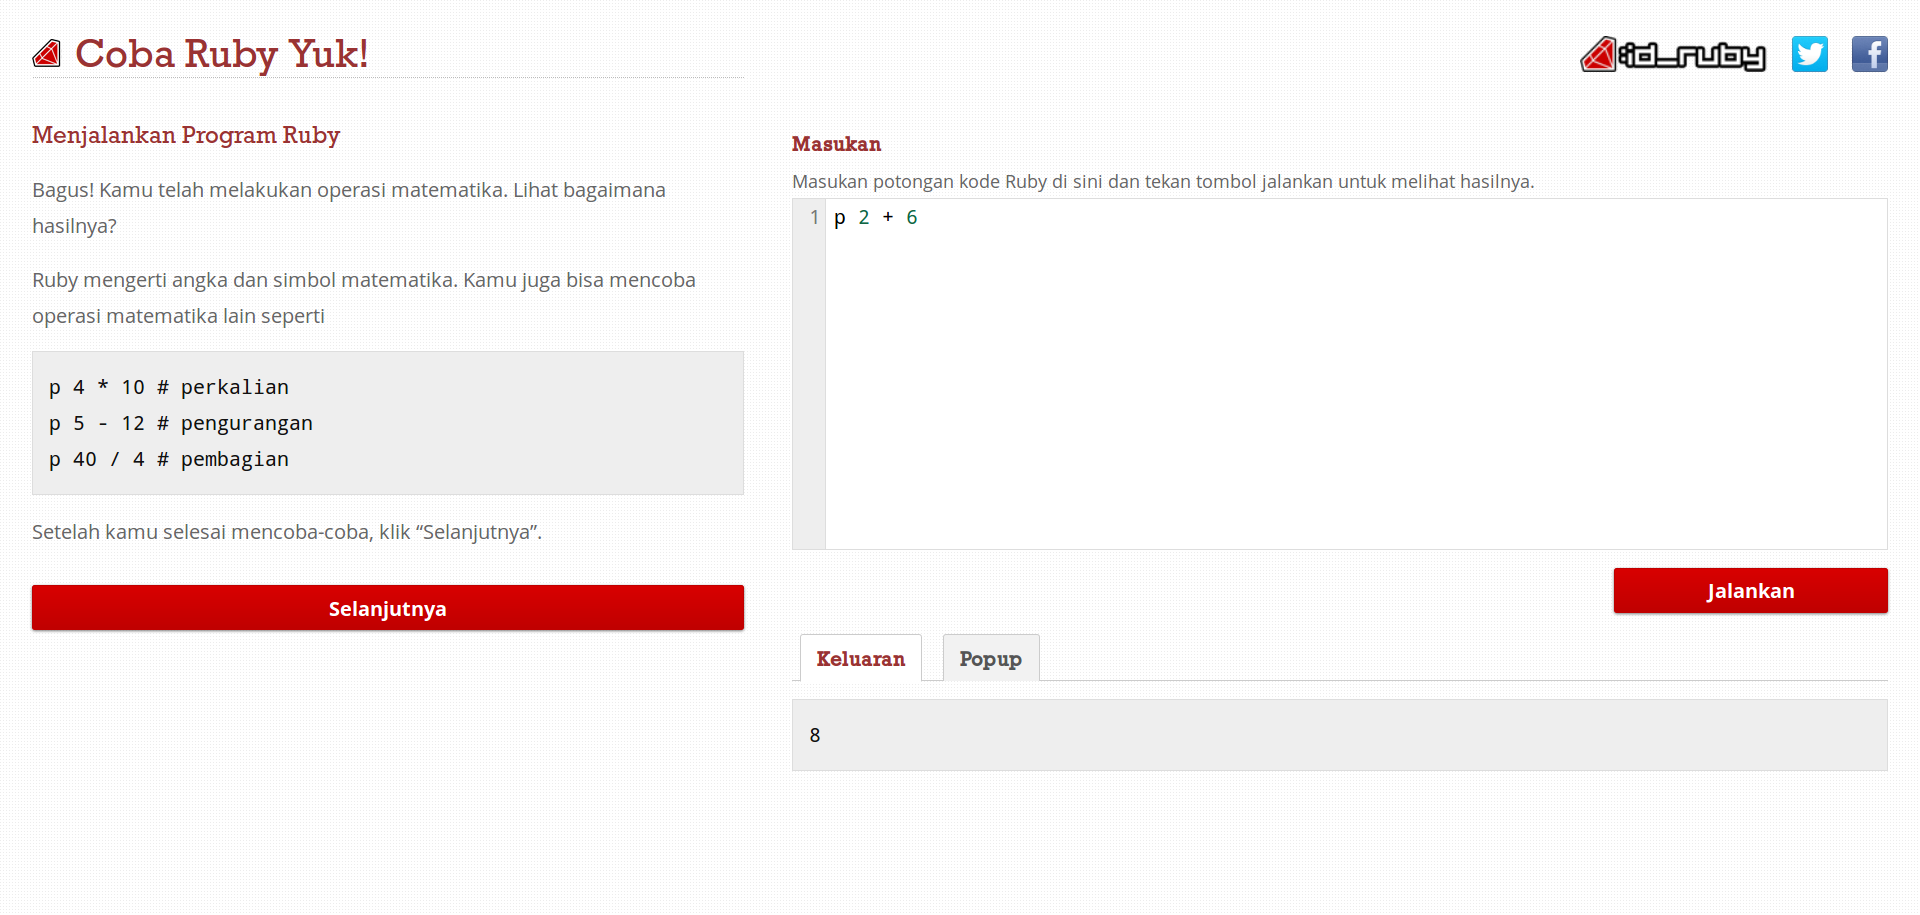 Coba Ruby Yuk!
:id_ruby
Menjalankan Program Ruby
Bagus! Kamu telah melakukan operasi matematika. Lihat bagaimana
hasilnya?
Ruby mengerti angka dan simbol matematika. Kamu juga bisa mencoba
operasi matematika lain seperti
p 4 * 10 # perkalian
p 5 - 12 # pengurangan
p 40 / 4 # pembagian
Setelah kamu selesai mencoba-coba, klik “Selanjutnya”.
Selanjutnya
Masukan
Masukan potongan kode Ruby di sini dan tekan tombol jalankan untuk melihat hasilnya.
1 p 2 + 6
Jalankan
Keluaran Popup
8